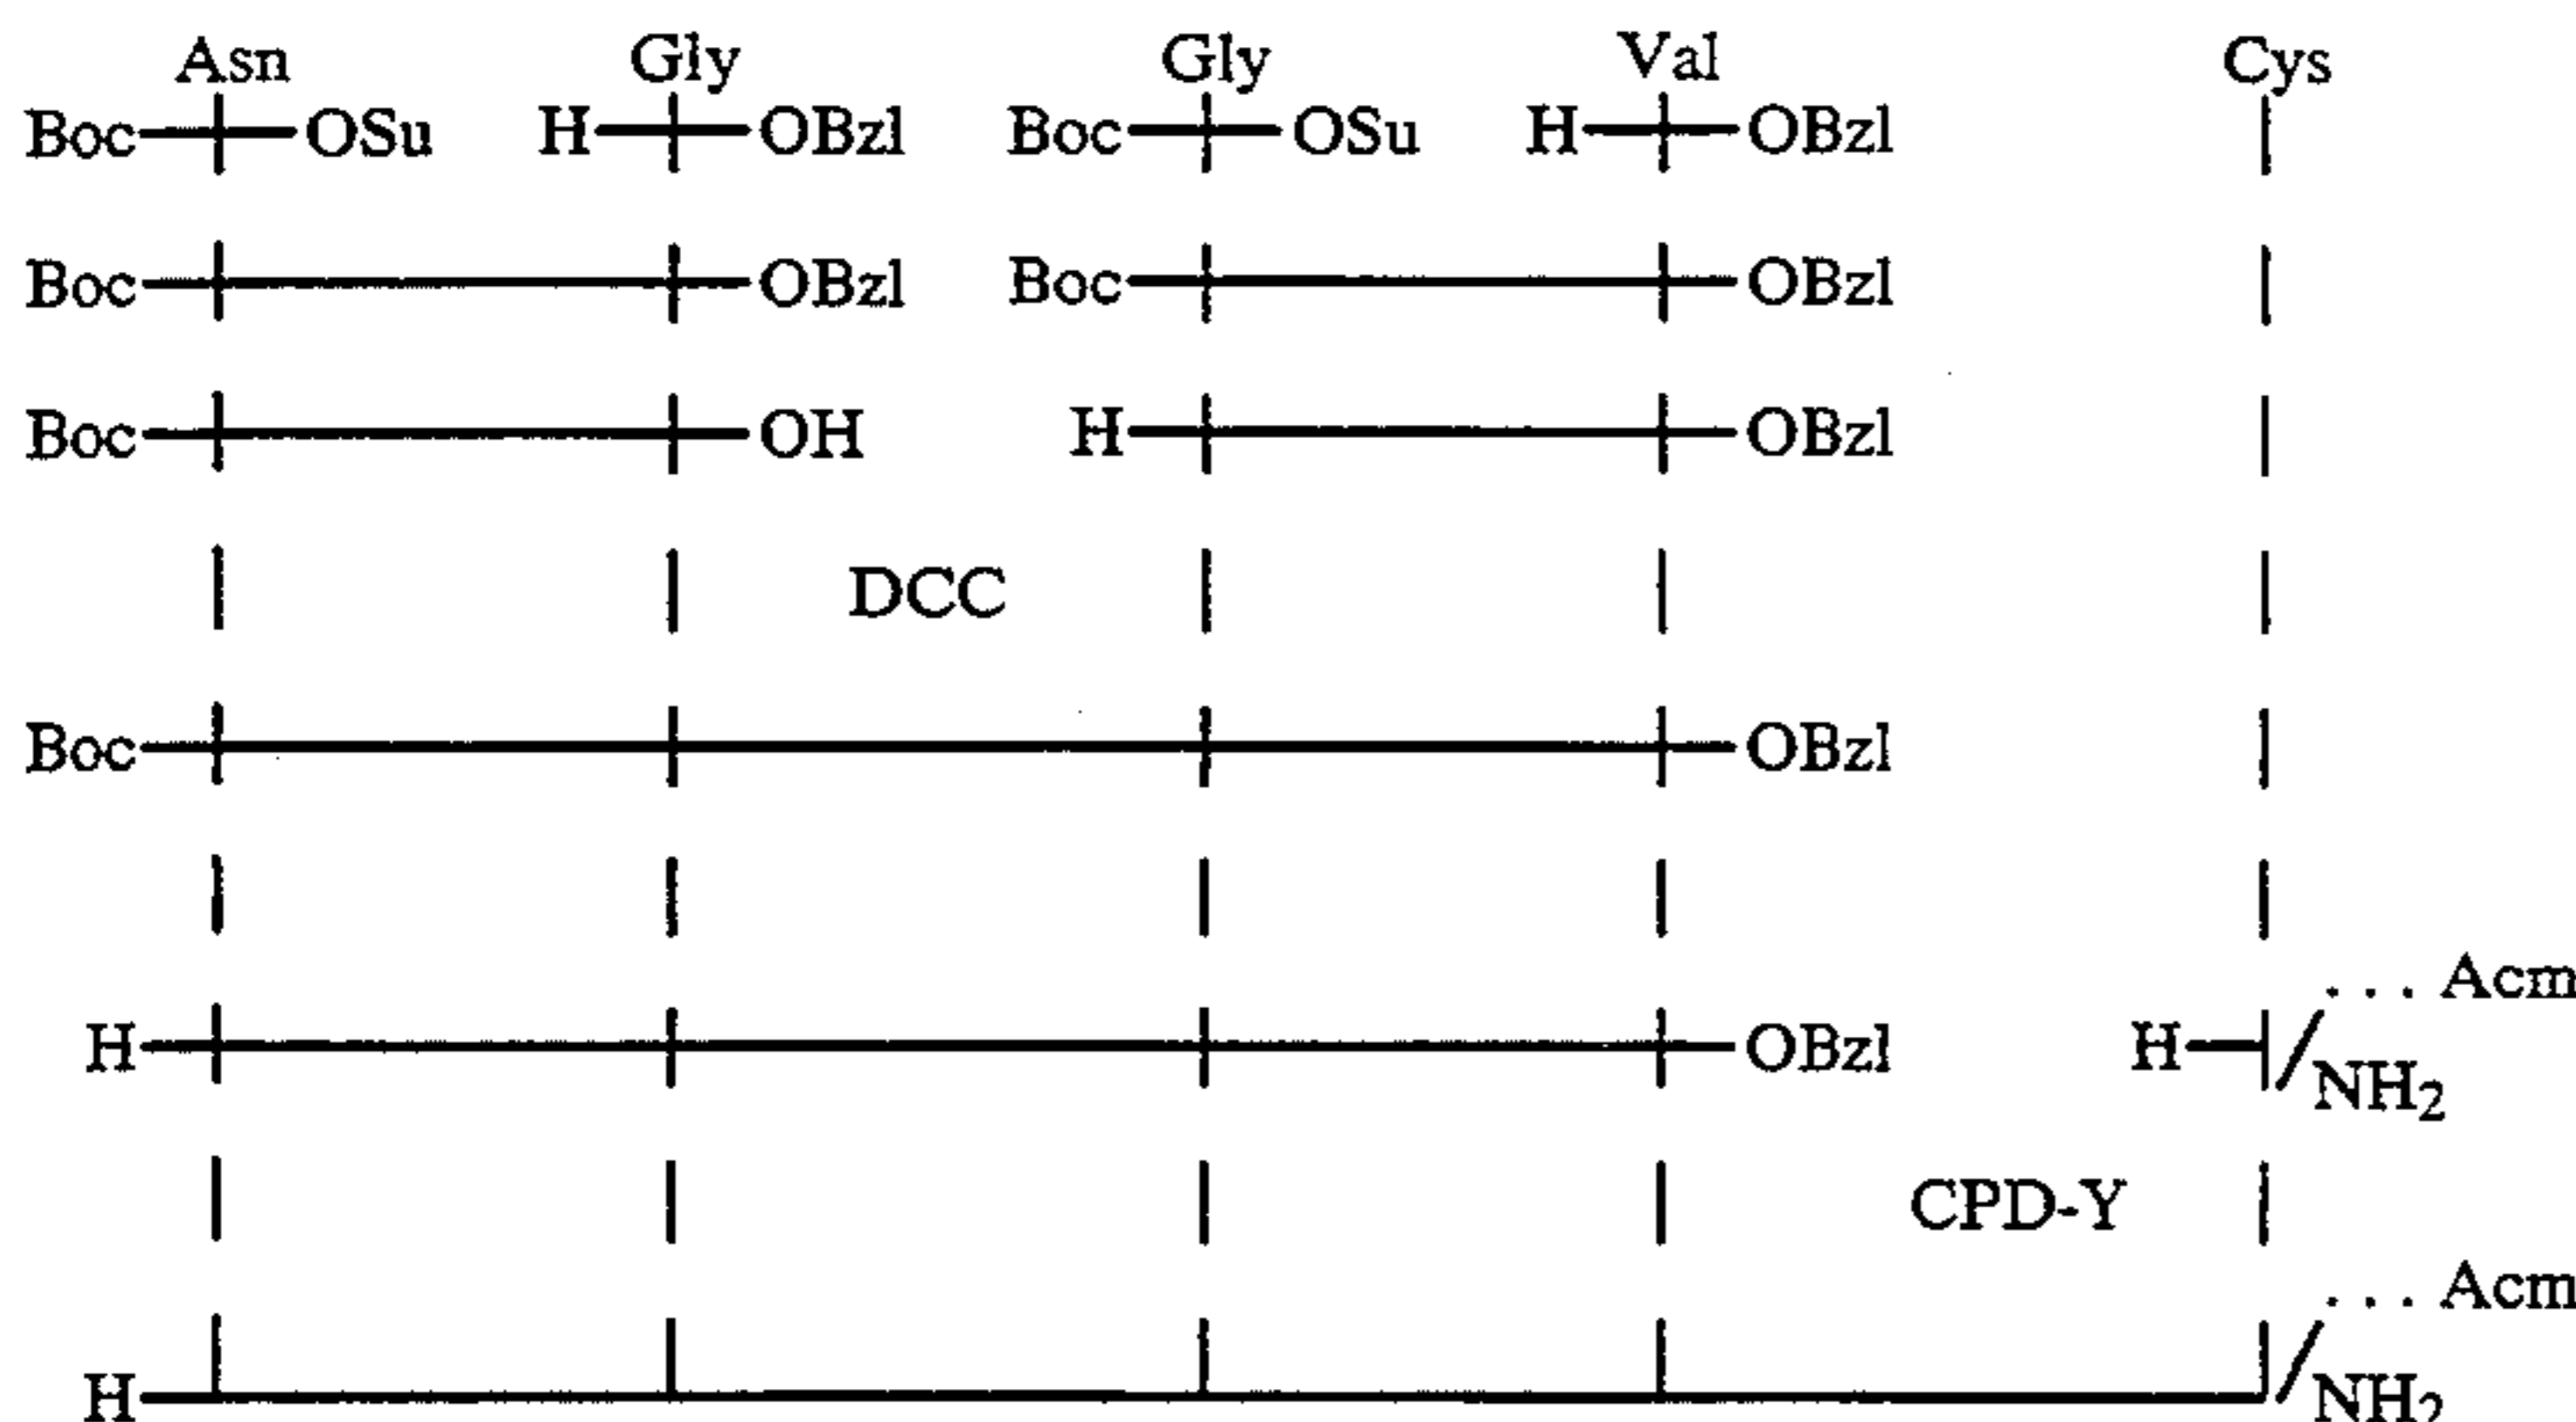 Asn Gly Gly Val Cys
Boc OSu H OBzl Boc OSu H OBzl
Boc OBzl Boc OBzl
Boc OH H OBzl
DCC
Boc OBzl
... Acm
H OBzl H
NH2
CPD-Y
... Acm
H
NH2